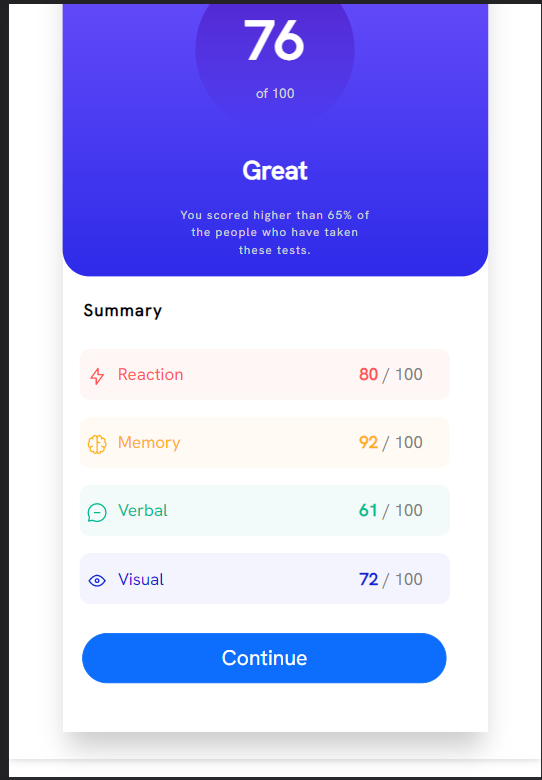 76
of 100
Great
You scored higher than 65% of
the people who have taken
these tests.
Summary
Reaction 80 / 100
Memory 92 / 100
Verbal 61 / 100
Visual 72 / 100
Continue